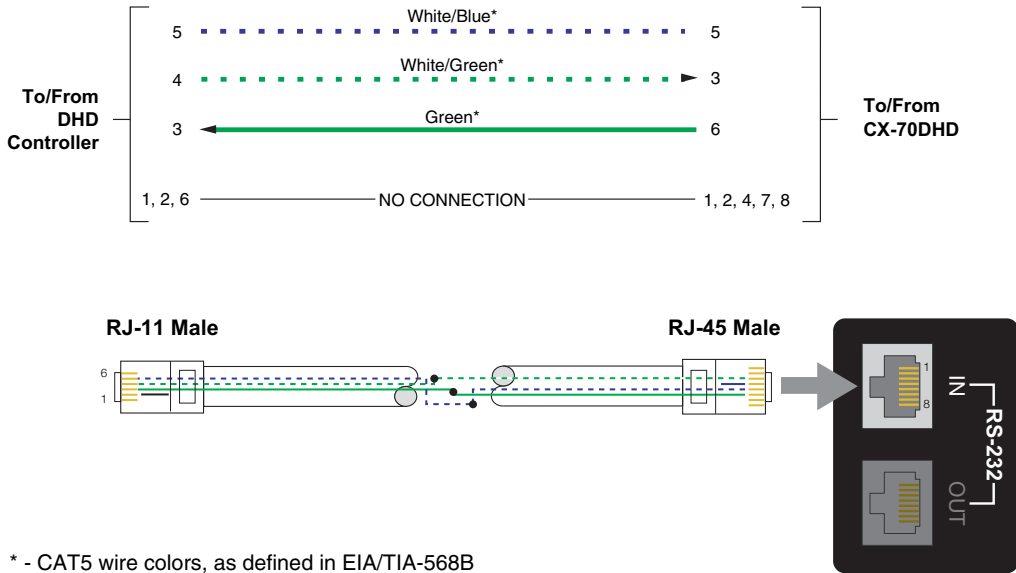 5 White/Blue* 5
4 White/Green* 3
To/From
DHD
Controller
3 Green* 6
To/From
CX-70DHD
1, 2, 6 NO CONNECTION 1, 2, 4, 7, 8
RJ-11 Male
RJ-45 Male
6
1
1
8
IN
RS-232
OUT
* - CAT5 wire colors, as defined in EIA/TIA-568B